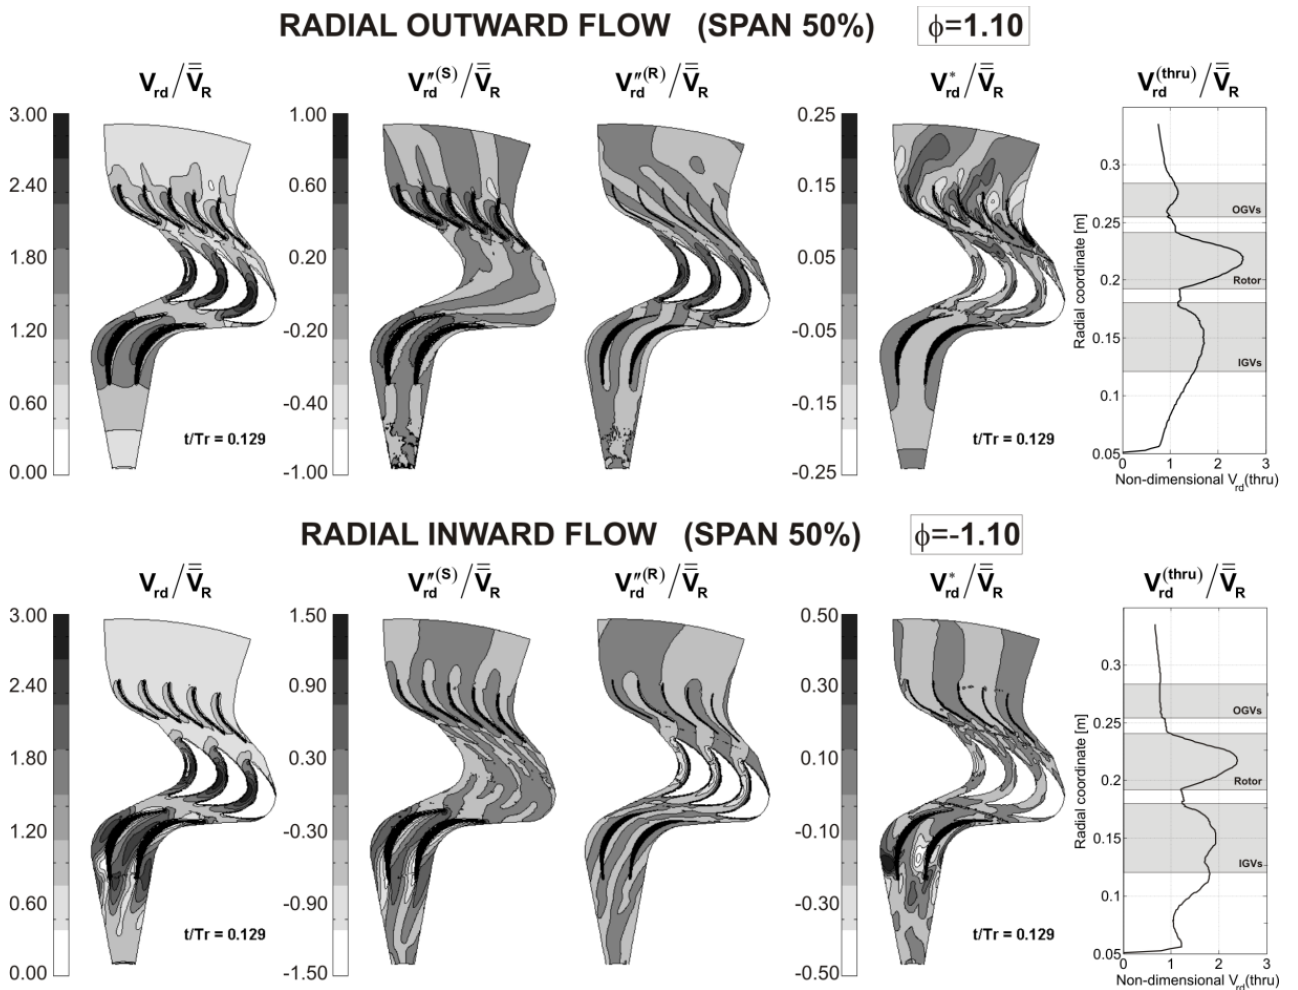 RADIAL OUTWARD FLOW (SPAN 50%) ϕ=1.10
V_rd / V̿_R
V″_rd^(S) / V̿_R
V″_rd^(R) / V̿_R
V*_rd / V̿_R
V_rd^(thru) / V̿_R
3.00
2.40
1.80
1.20
0.60
0.00
t/Tr = 0.129
1.00
0.60
0.20
-0.20
-0.40
-1.00
0.25
0.15
0.05
-0.05
-0.15
-0.25
t/Tr = 0.129
Radial coordinate [m]
0.3
0.25
0.2
0.15
0.1
0.05
OGVs
Rotor
IGVs
0 1 2 3
Non-dimensional V_rd(thru)
RADIAL INWARD FLOW (SPAN 50%) ϕ=-1.10
V_rd / V̿_R
V″_rd^(S) / V̿_R
V″_rd^(R) / V̿_R
V*_rd / V̿_R
V_rd^(thru) / V̿_R
3.00
2.40
1.80
1.20
0.60
0.00
t/Tr = 0.129
1.50
0.90
0.30
-0.30
-0.90
-1.50
0.50
0.30
0.10
-0.10
-0.30
-0.50
t/Tr = 0.129
Radial coordinate [m]
0.3
0.25
0.2
0.15
0.1
0.05
OGVs
Rotor
IGVs
0 1 2 3
Non-dimensional V_rd(thru)